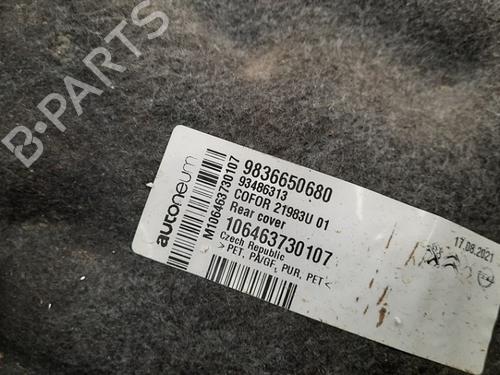 B-PARTS
autoneum
M106463730107
9836650680
93486313
COFOR 21983U 01
Rear cover
106463730107
Czech Republic
> PET, PA/GF, PUR, PET <
17.08.2021